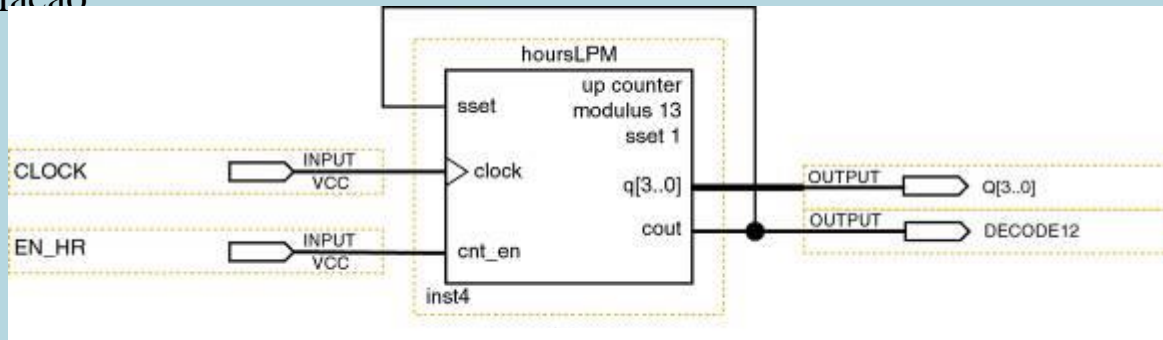 hoursLPM
up counter
sset
modulus 13
sset 1
CLOCK
INPUT
VCC
clock
q[3..0]
OUTPUT
Q[3..0]
EN_HR
INPUT
VCC
cnt_en
cout
OUTPUT
DECODE12
inst4